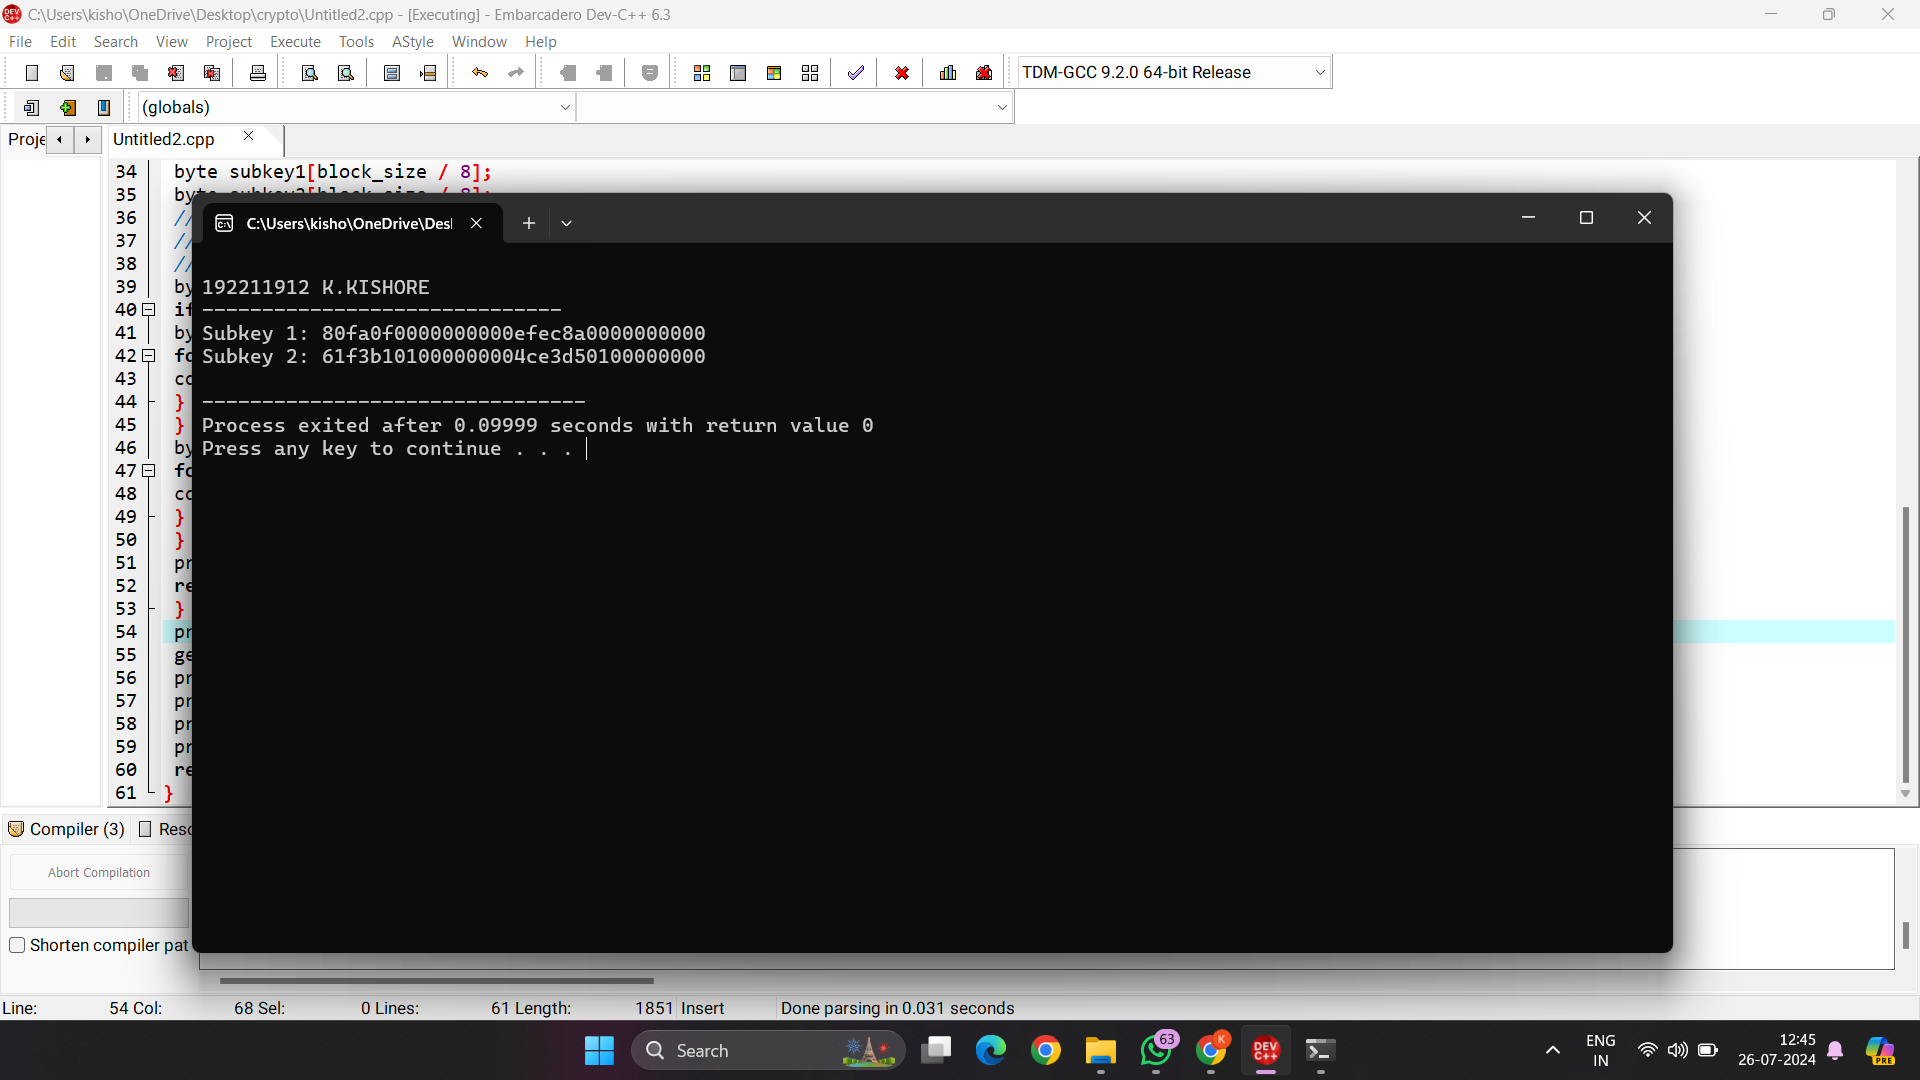 C:\Users\kisho\OneDrive\Desktop\crypto\Untitled2.cpp - [Executing] - Embarcadero Dev-C++ 6.3
File Edit Search View Project Execute Tools AStyle Window Help
TDM-GCC 9.2.0 64-bit Release
(globals)
Proje Untitled2.cpp
34 byte subkey1[block_size / 8];
35 byte subkey2[block_size / 8];
36 //
37 //
38 //
39 by
40 if
41 by
42 fo
43 co
44 }
45 }
46 by
47 fo
48 co
49 }
50 }
51 pr
52 re
53 }
54 pr
55 ge
56 pr
57 pr
58 pr
59 pr
60 re
61 }
C:\Users\kisho\OneDrive\Desl
192211912 K.KISHORE
------------------------------
Subkey 1: 80fa0f0000000000efec8a0000000000
Subkey 2: 61f3b101000000004ce3d50100000000
--------------------------------
Process exited after 0.09999 seconds with return value 0
Press any key to continue . . .
Compiler (3) Resc
Abort Compilation
Shorten compiler pat
Line: 54 Col: 68 Sel: 0 Lines: 61 Length: 1851 Insert Done parsing in 0.031 seconds
Search
63
K
DEV C++
ENG
IN
12:45
26-07-2024
PRE